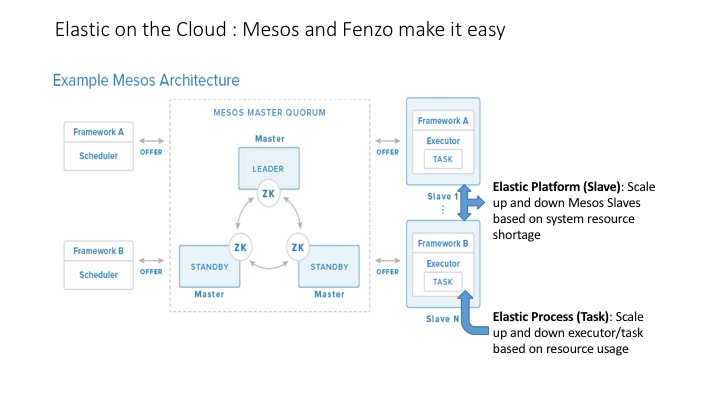 Elastic on the Cloud : Mesos and Fenzo make it easy
Example Mesos Architecture
MESOS MASTER QUORUM
Framework A
Scheduler
OFFER
Master
LEADER
ZK
ZK
ZK
STANDBY
STANDBY
Master
Master
Framework B
Scheduler
OFFER
OFFER
Framework A
Executor
TASK
Slave 1
OFFER
Framework B
Executor
TASK
Slave N
Elastic Platform (Slave): Scale
up and down Mesos Slaves
based on system resource
shortage
Elastic Process (Task): Scale
up and down executor/task
based on resource usage